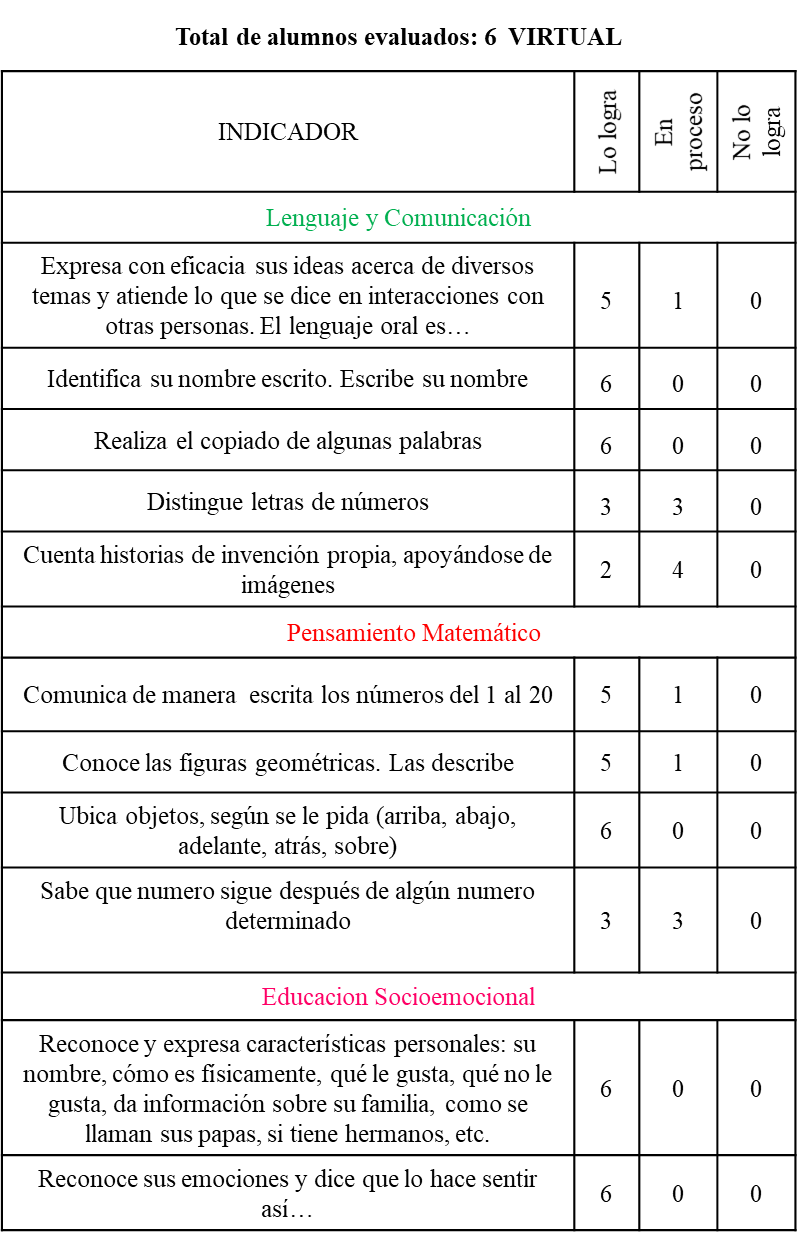 Total de alumnos evaluados: 6 VIRTUAL
INDICADOR
Lo logra
En
proceso
No lo
logra
Lenguaje y Comunicación
Expresa con eficacia sus ideas acerca de diversos
temas y atiende lo que se dice en interacciones con
otras personas. El lenguaje oral es…
5 1 0
Identifica su nombre escrito. Escribe su nombre
6 0 0
Realiza el copiado de algunas palabras
6 0 0
Distingue letras de números
3 3 0
Cuenta historias de invención propia, apoyándose de
imágenes
2 4 0
Pensamiento Matemático
Comunica de manera escrita los números del 1 al 20
5 1 0
Conoce las figuras geométricas. Las describe
5 1 0
Ubica objetos, según se le pida (arriba, abajo,
adelante, atrás, sobre)
6 0 0
Sabe que numero sigue después de algún numero
determinado
3 3 0
Educacion Socioemocional
Reconoce y expresa características personales: su
nombre, cómo es físicamente, qué le gusta, qué no le
gusta, da información sobre su familia, como se
llaman sus papas, si tiene hermanos, etc.
6 0 0
Reconoce sus emociones y dice que lo hace sentir
así…
6 0 0